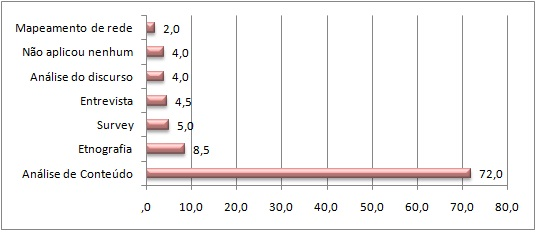 Mapeamento de rede 2,0
Não aplicou nenhum 4,0
Análise do discurso 4,0
Entrevista 4,5
Survey 5,0
Etnografia 8,5
Análise de Conteúdo 72,0
,0 10,0 20,0 30,0 40,0 50,0 60,0 70,0 80,0